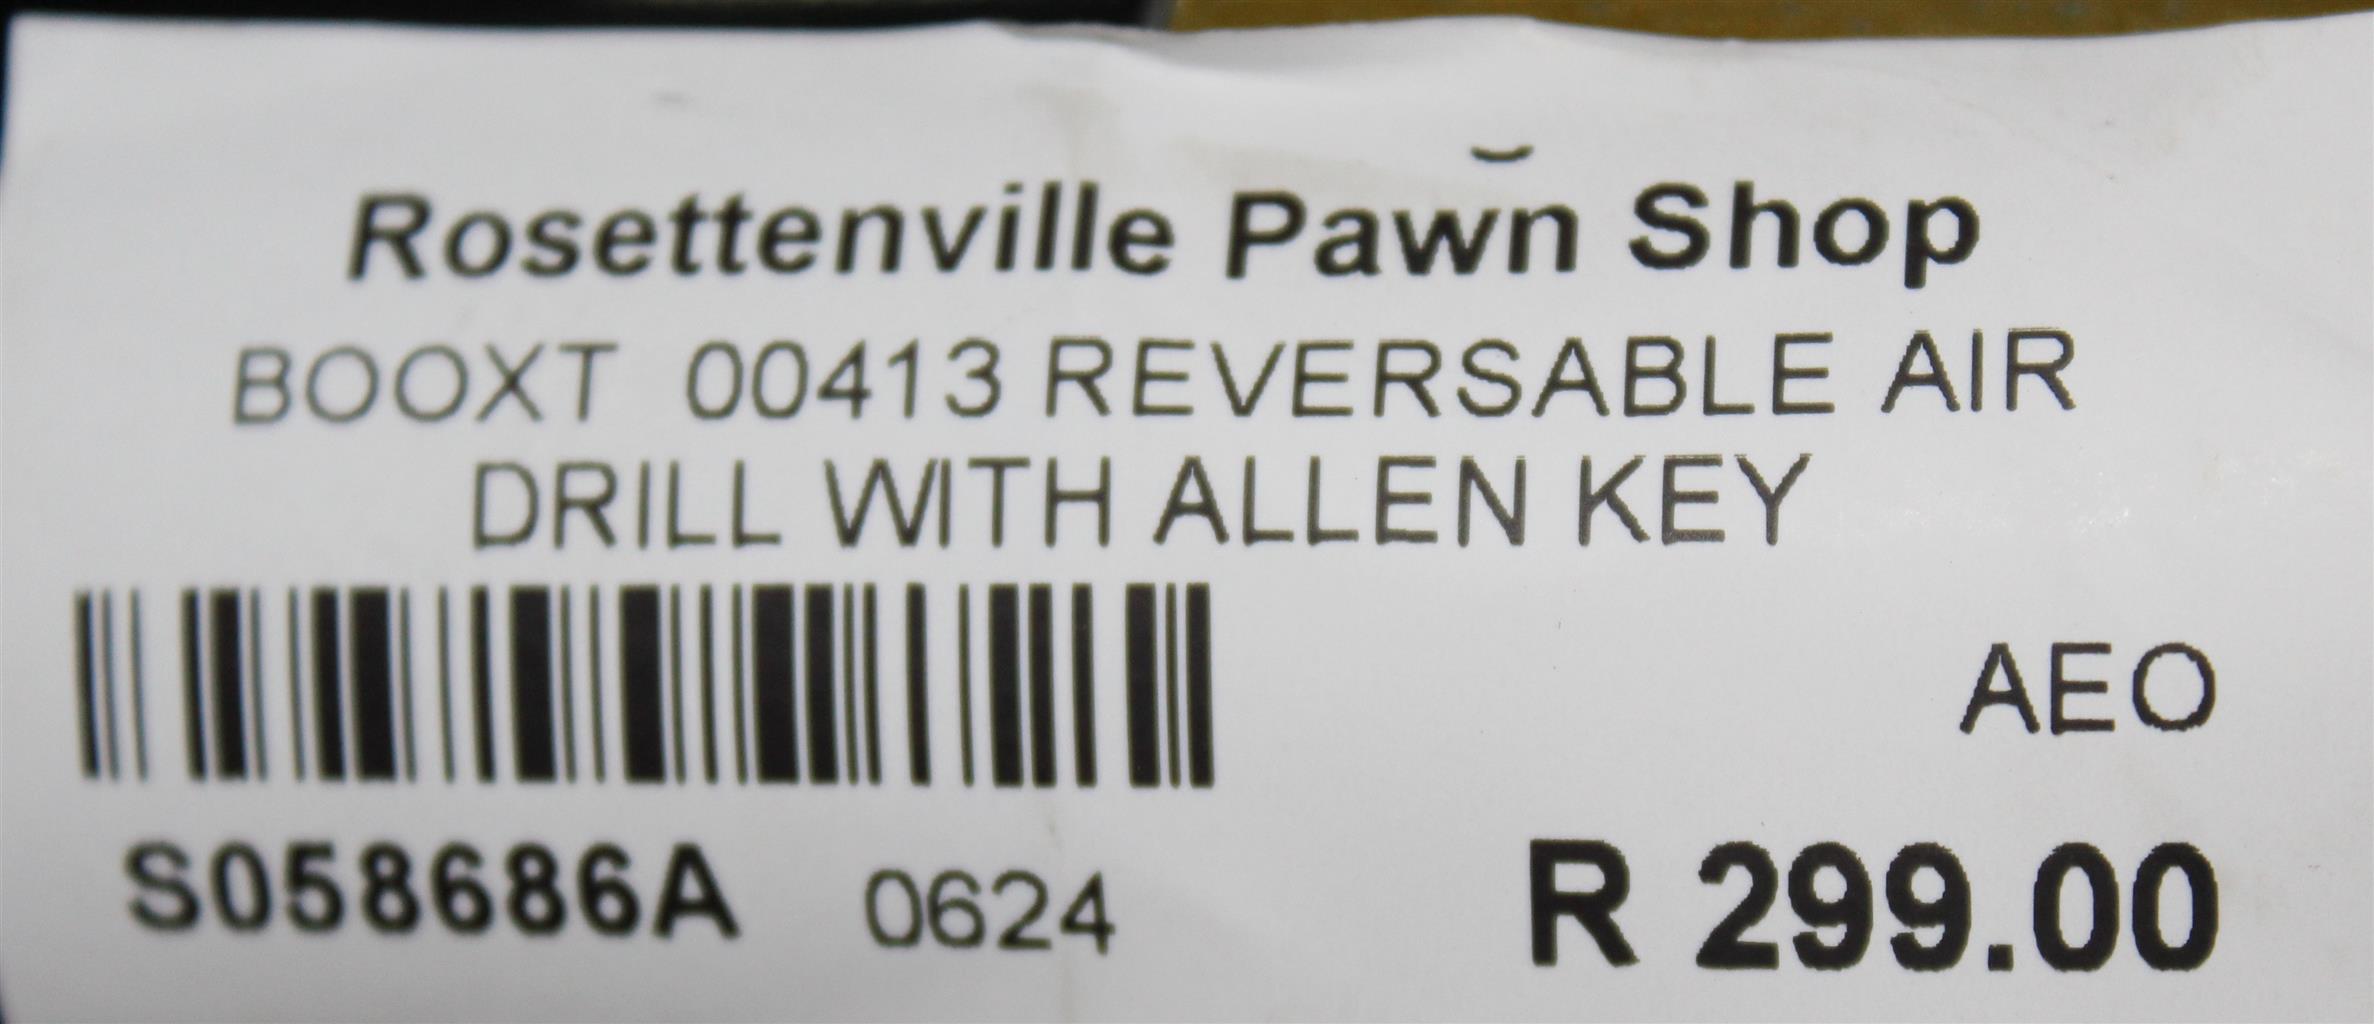 Rosettenville Pawn Shop
BOOXT 00413 REVERSABLE AIR
DRILL WITH ALLEN KEY
AEO
S058686A 0624
R 299.00